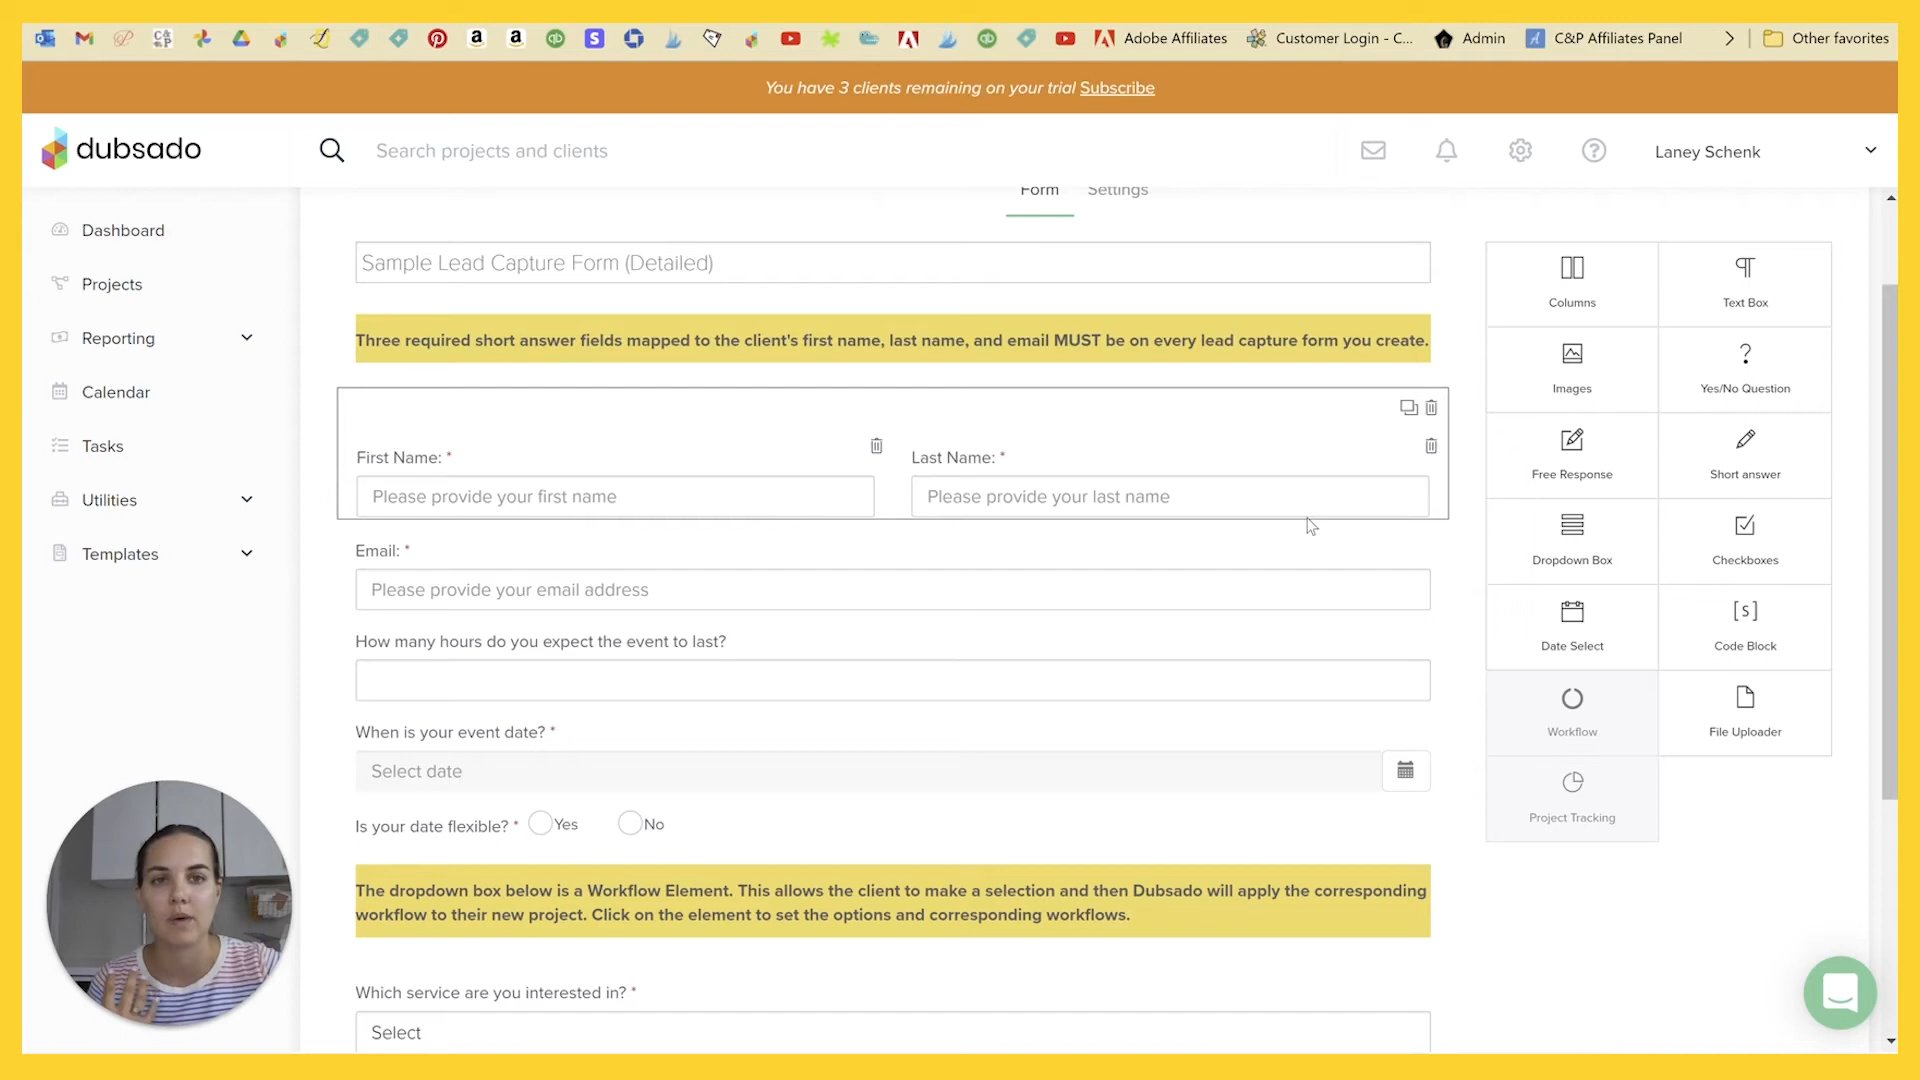 Adobe Affiliates
Customer Login - C...
Admin
C&P Affiliates Panel
Other favorites
You have 3 clients remaining on your trial Subscribe
dubsado
Search projects and clients
Laney Schenk
Form
Settings
Dashboard
Projects
Reporting
Calendar
Tasks
Utilities
Templates
Sample Lead Capture Form (Detailed)
Three required short answer fields mapped to the client's first name, last name, and email MUST be on every lead capture form you create.
First Name: *
Last Name: *
Please provide your first name
Please provide your last name
Email: *
Please provide your email address
How many hours do you expect the event to last?
When is your event date? *
Select date
Is your date flexible? * Yes No
The dropdown box below is a Workflow Element. This allows the client to make a selection and then Dubsado will apply the corresponding
workflow to their new project. Click on the element to set the options and corresponding workflows.
Which service are you interested in? *
Select
Columns
Text Box
Images
Yes/No Question
Free Response
Short answer
Dropdown Box
Checkboxes
Date Select
Code Block
Workflow
File Uploader
Project Tracking